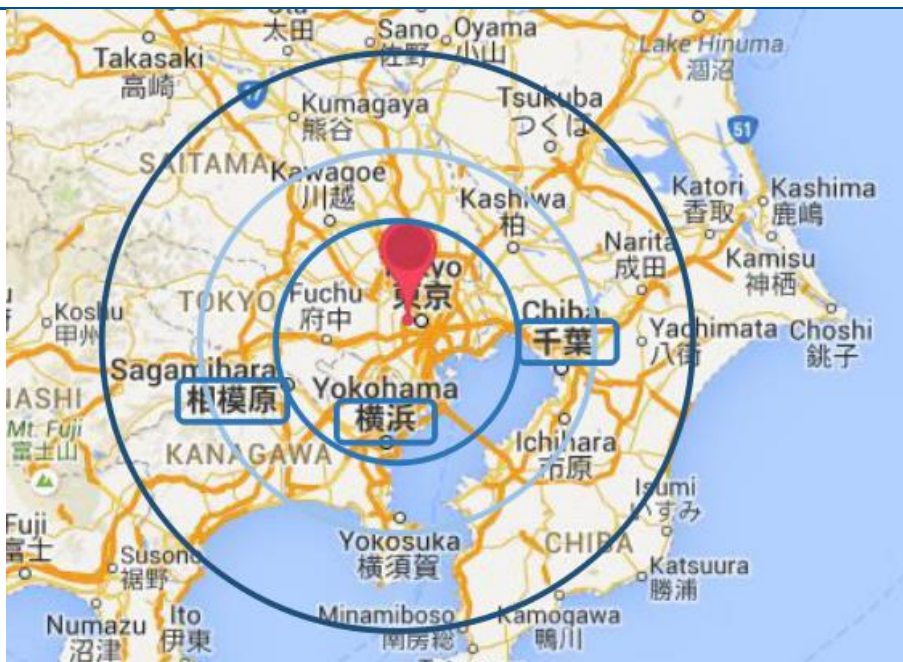 Takasaki
高崎
太田
Sano
佐野
Oyama
小山
Lake Hinuma
涸沼
Kumagaya
熊谷
Tsukuba
つくば
51
SAITAMA
Kawagoe
川越
Kashiwa
柏
Katori
香取
Kashima
鹿嶋
Narita
成田
Kamisu
神栖
東京
TOKYO
Fuchu
府中
Koshu
甲州
Chiba
千葉
Yachimata
八街
Choshi
銚子
Sagamihara
相模原
Yokohama
横浜
NASHI
Mt. Fuji
富士山
KANAGAWA
Ichihara
市原
Isumi
いすみ
Fuji
富士
Susono
裾野
Yokosuka
横須賀
CHIBA
Katsuura
勝浦
Numazu
沼津
Ito
伊東
Minamiboso
南房総
Kamogawa
鴨川